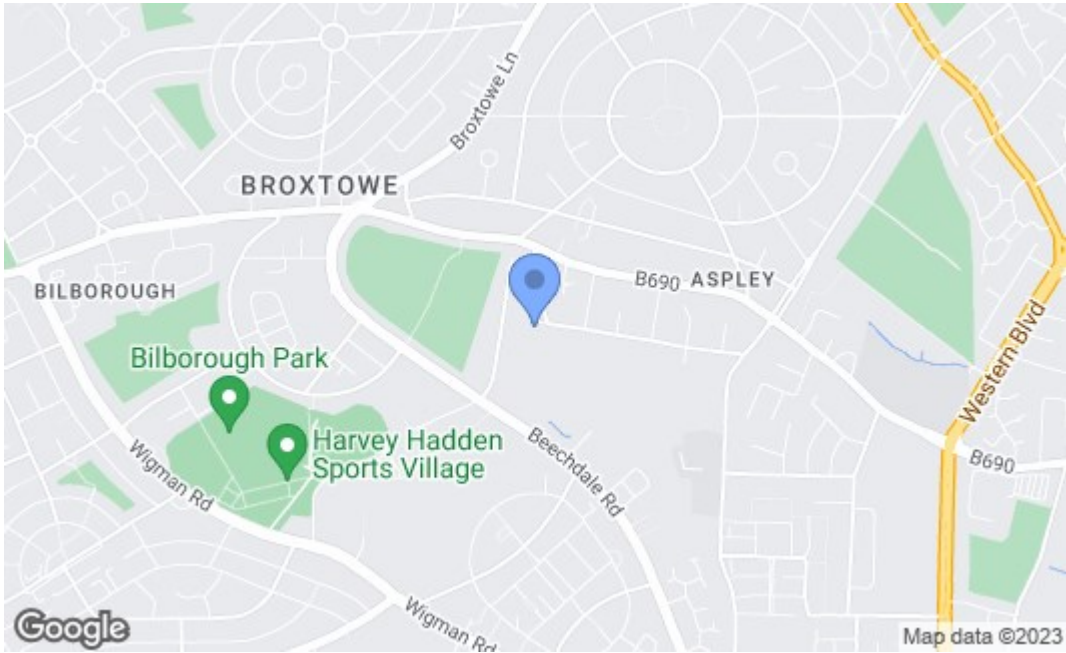 Broxtowe Ln
BROXTOWE
B690
ASPLEY
BILBOROUGH
Western Blvd
Bilborough Park
Harvey Hadden
Sports Village
Beechdale Rd
B690
Wigman Rd
Wigman Rd
Google
Map data ©2023